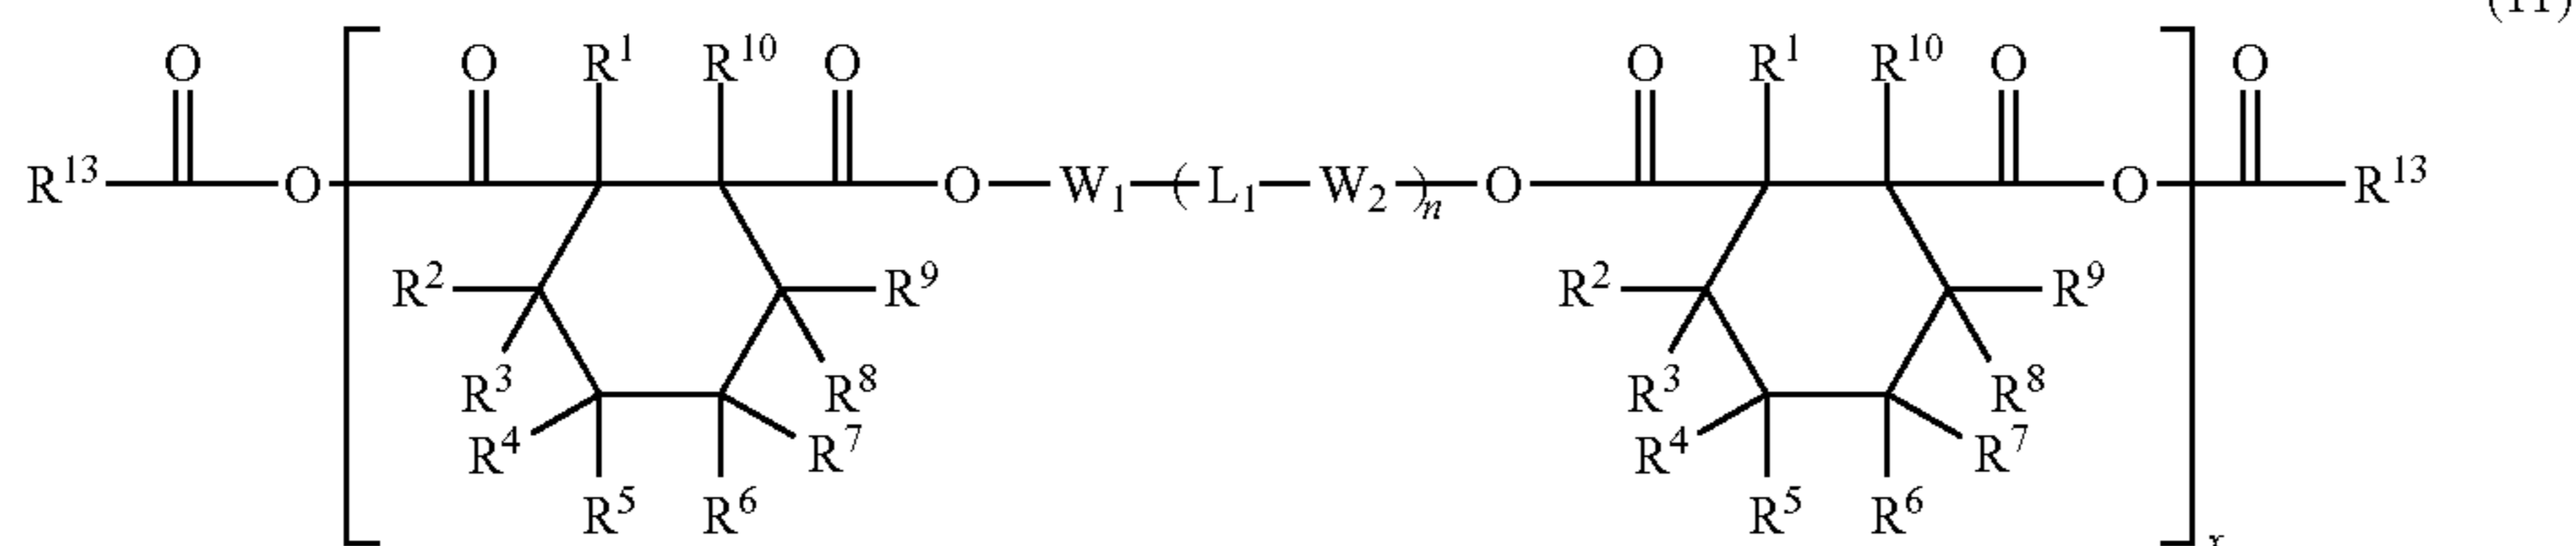 (11)
O O R¹ R¹⁰ O O R¹ R¹⁰ O O
R¹³ O O W₁ ( L₁ W₂ )ₙ O O R¹³
R² R⁹ R² R⁹
R³ R⁸ R³ R⁸
R⁴ R⁷ R⁴ R⁷
R⁵ R⁶ R⁵ R⁶
x